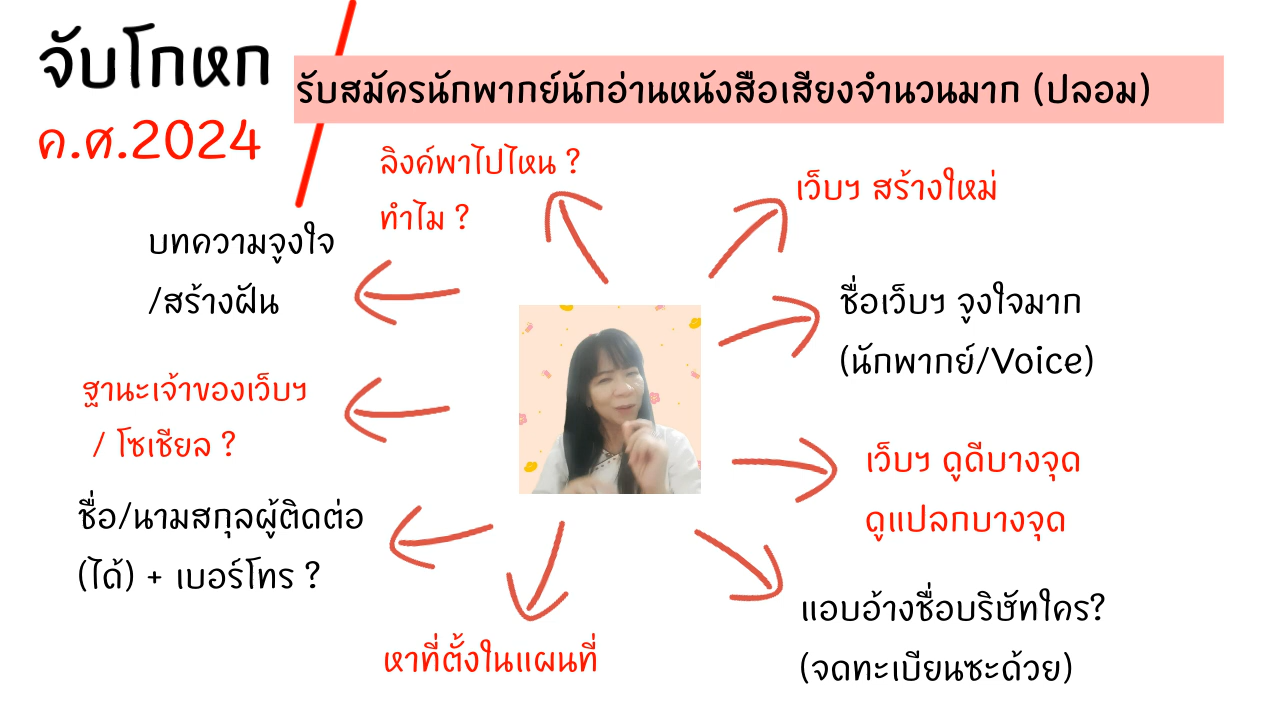 จับโกหก
ค.ศ.2024
รับสมัครนักพากย์นักอ่านหนังสือเสียงจำนวนมาก (ปลอม)
ลิงค์พาไปไหน ?
ทำไม ?
เว็บฯ สร้างใหม่
บทความจูงใจ
/สร้างฝัน
ชื่อเว็บฯ จูงใจมาก
(นักพากย์/Voice)
ฐานะเจ้าของเว็บฯ
/ โซเชียล ?
เว็บฯ ดูดีบางจุด
ดูแปลกบางจุด
ชื่อ/นามสกุลผู้ติดต่อ
(ได้) + เบอร์โทร ?
แอบอ้างชื่อบริษัทใคร?
(จดทะเบียนซะด้วย)
หาที่ตั้งในแผนที่